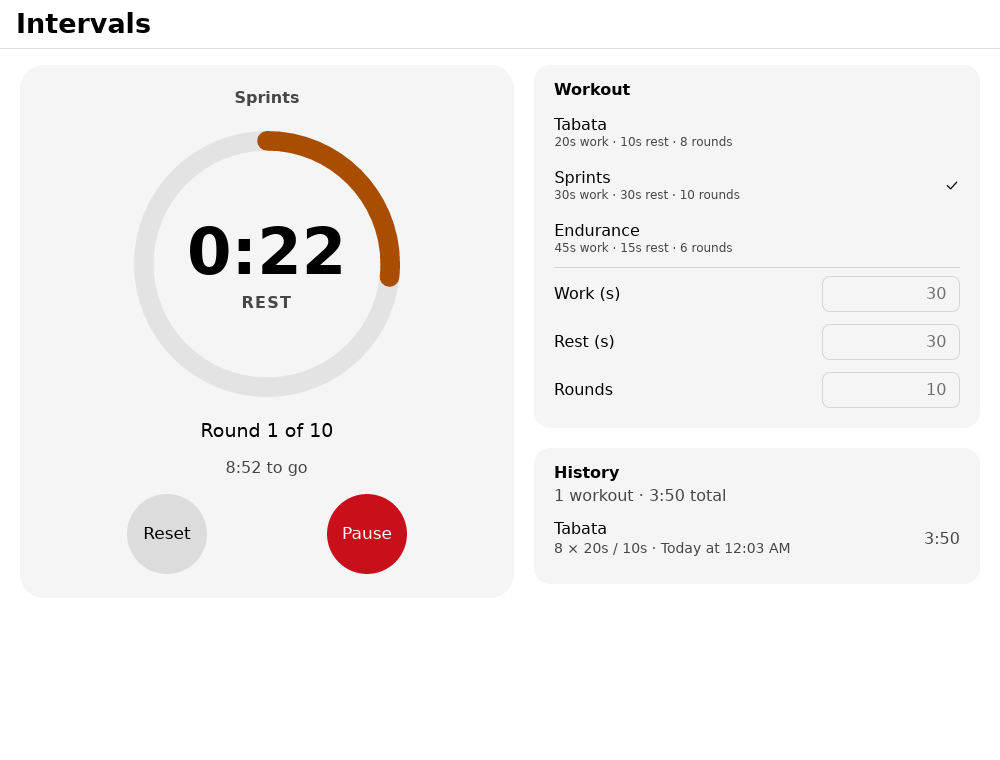 Intervals
Sprints
0:22
REST
Round 1 of 10
8:52 to go
Reset
Pause
Workout
Tabata
20s work · 10s rest · 8 rounds
Sprints
30s work · 30s rest · 10 rounds
Endurance
45s work · 15s rest · 6 rounds
Work (s)
30
Rest (s)
30
Rounds
10
History
1 workout · 3:50 total
Tabata
8 × 20s / 10s · Today at 12:03 AM
3:50